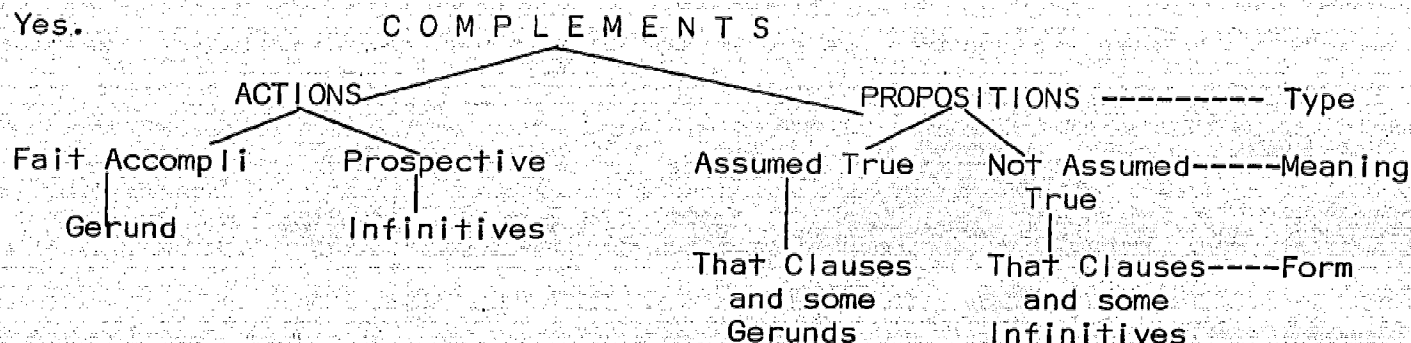 Yes. COMPLEMENTS
ACTIONS PROPOSITIONS --------- Type
Fait Accompli Prospective Assumed True Not Assumed-----Meaning
True
Gerund Infinitives
That Clauses That Clauses----Form
and some and some
Gerunds Infinitives